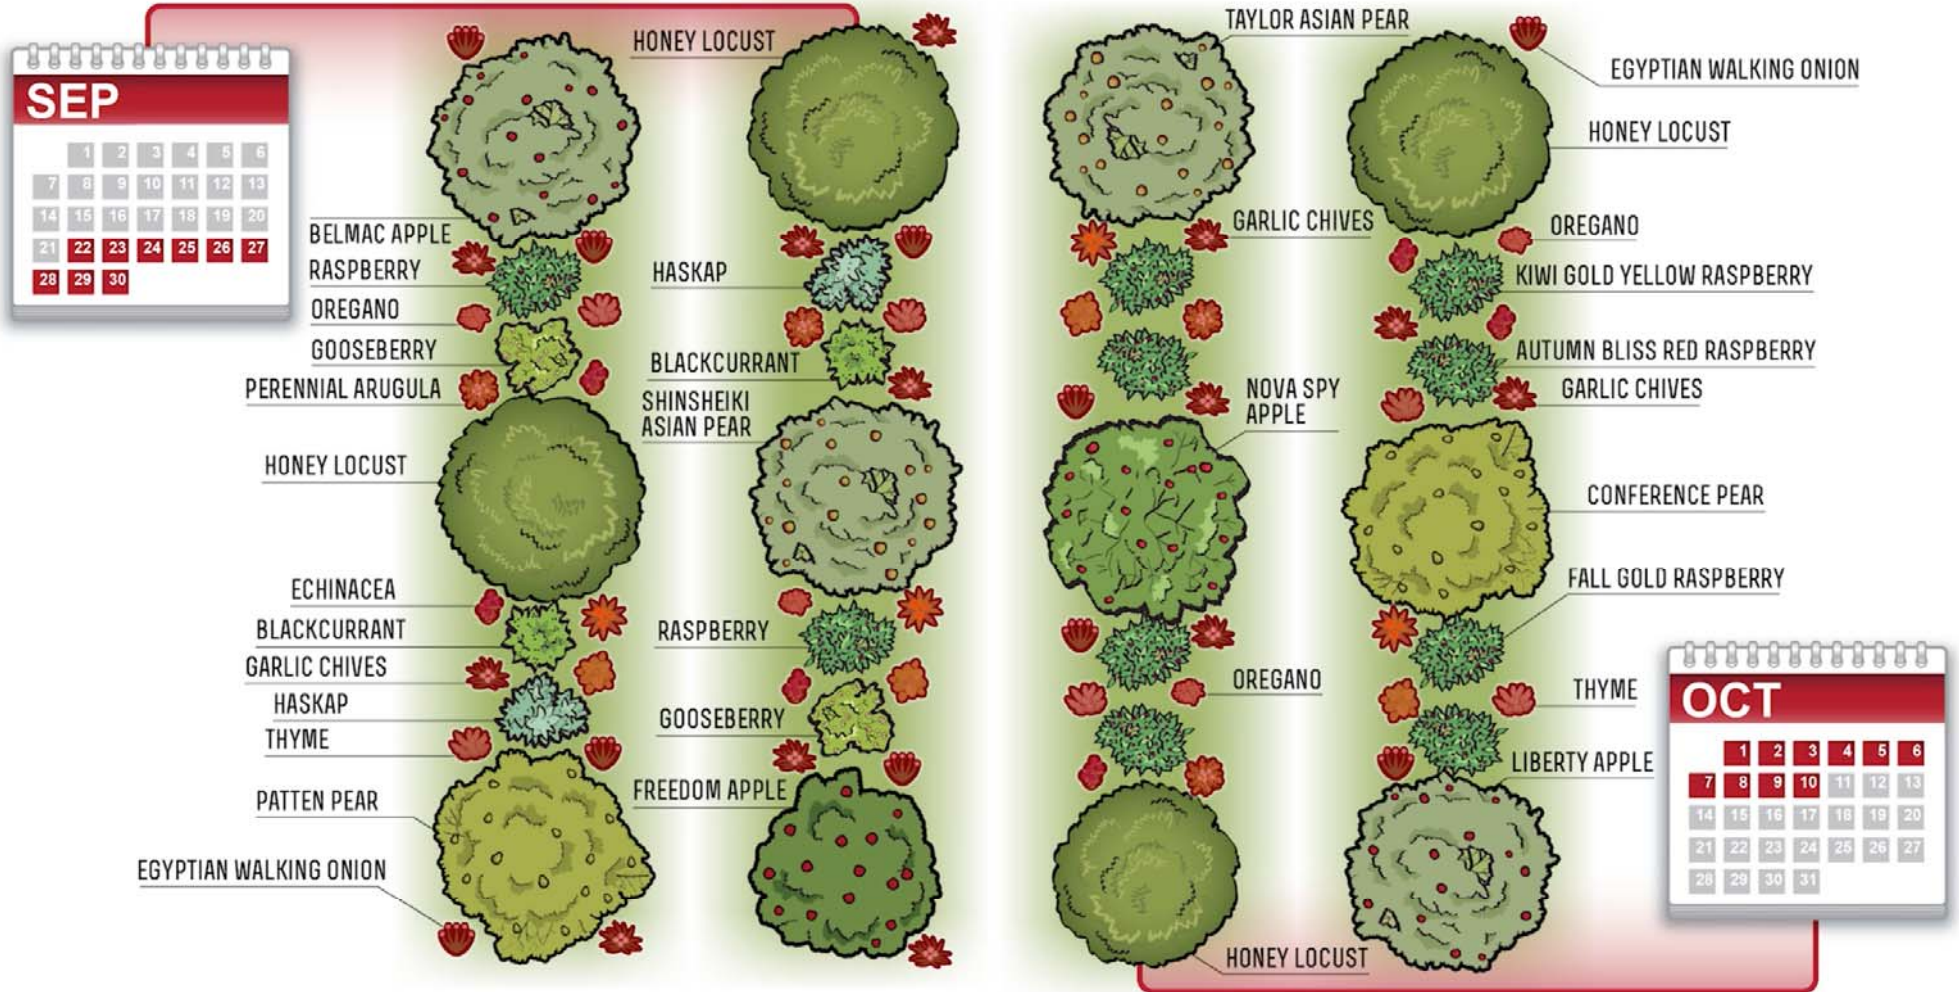 SEP
1 2 3 4 5 6
7 8 9 10 11 12 13
14 15 16 17 18 19 20
21 22 23 24 25 26 27
28 29 30
BELMAC APPLE
RASPBERRY
OREGANO
GOOSEBERRY
PERENNIAL ARUGULA
HONEY LOCUST
ECHINACEA
BLACKCURRANT
GARLIC CHIVES
HASKAP
THYME
PATTEN PEAR
EGYPTIAN WALKING ONION
HONEY LOCUST
HASKAP
BLACKCURRANT
SHINSHEIKI
ASIAN PEAR
RASPBERRY
GOOSEBERRY
FREEDOM APPLE
TAYLOR ASIAN PEAR
GARLIC CHIVES
NOVA SPY
APPLE
OREGANO
HONEY LOCUST
EGYPTIAN WALKING ONION
HONEY LOCUST
OREGANO
KIWI GOLD YELLOW RASPBERRY
AUTUMN BLISS RED RASPBERRY
GARLIC CHIVES
CONFERENCE PEAR
FALL GOLD RASPBERRY
THYME
LIBERTY APPLE
OCT
1 2 3 4 5 6
7 8 9 10 11 12 13
14 15 16 17 18 19 20
21 22 23 24 25 26 27
28 29 30 31